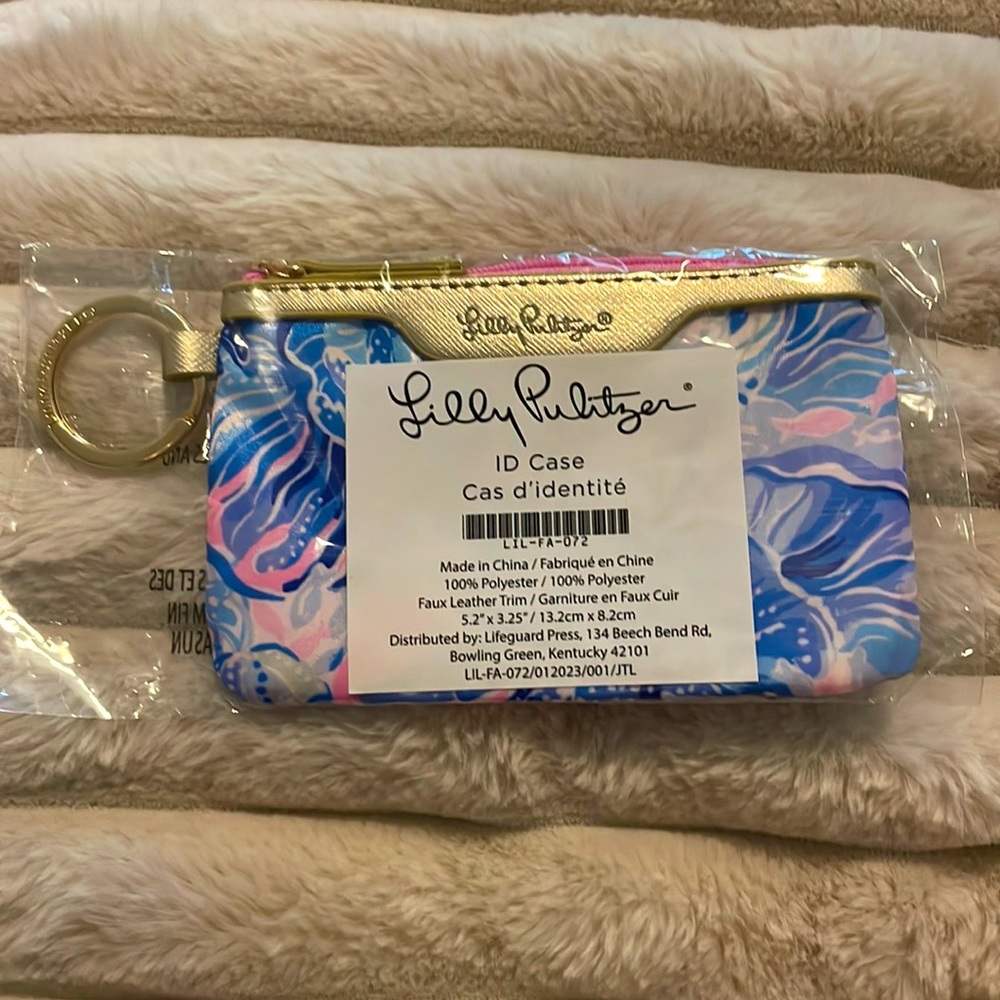 Lilly Pulitzer®
Lilly Pulitzer®
ID Case
Cas d'identité
LIL-FA-072
Made in China / Fabriqué en Chine
100% Polyester / 100% Polyester
Faux Leather Trim / Garniture en Faux Cuir
5.2" x 3.25" / 13.2cm x 8.2cm
Distributed by: Lifeguard Press, 134 Beech Bend Rd,
Bowling Green, Kentucky 42101
LIL-FA-072/012023/001/JTL